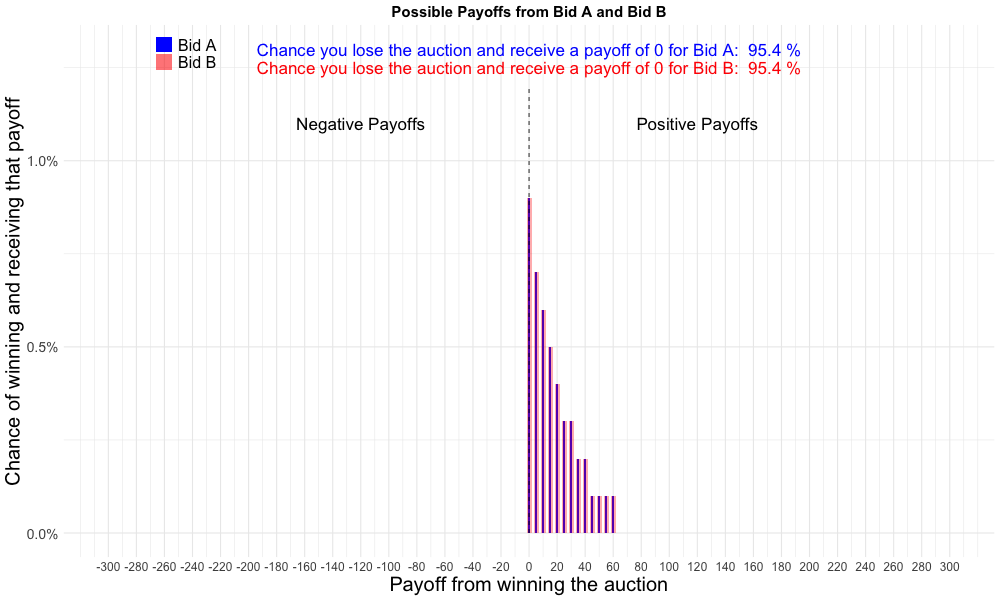 Possible Payoffs from Bid A and Bid B
Bid A
Bid B
Chance you lose the auction and receive a payoff of 0 for Bid A: 95.4 %
Chance you lose the auction and receive a payoff of 0 for Bid B: 95.4 %
Negative Payoffs
Positive Payoffs
Chance of winning and receiving that payoff
1.0%
0.5%
0.0%
-300 -280 -260 -240 -220 -200 -180 -160 -140 -120 -100 -80 -60 -40 -20 0 20 40 60 80 100 120 140 160 180 200 220 240 260 280 300
Payoff from winning the auction